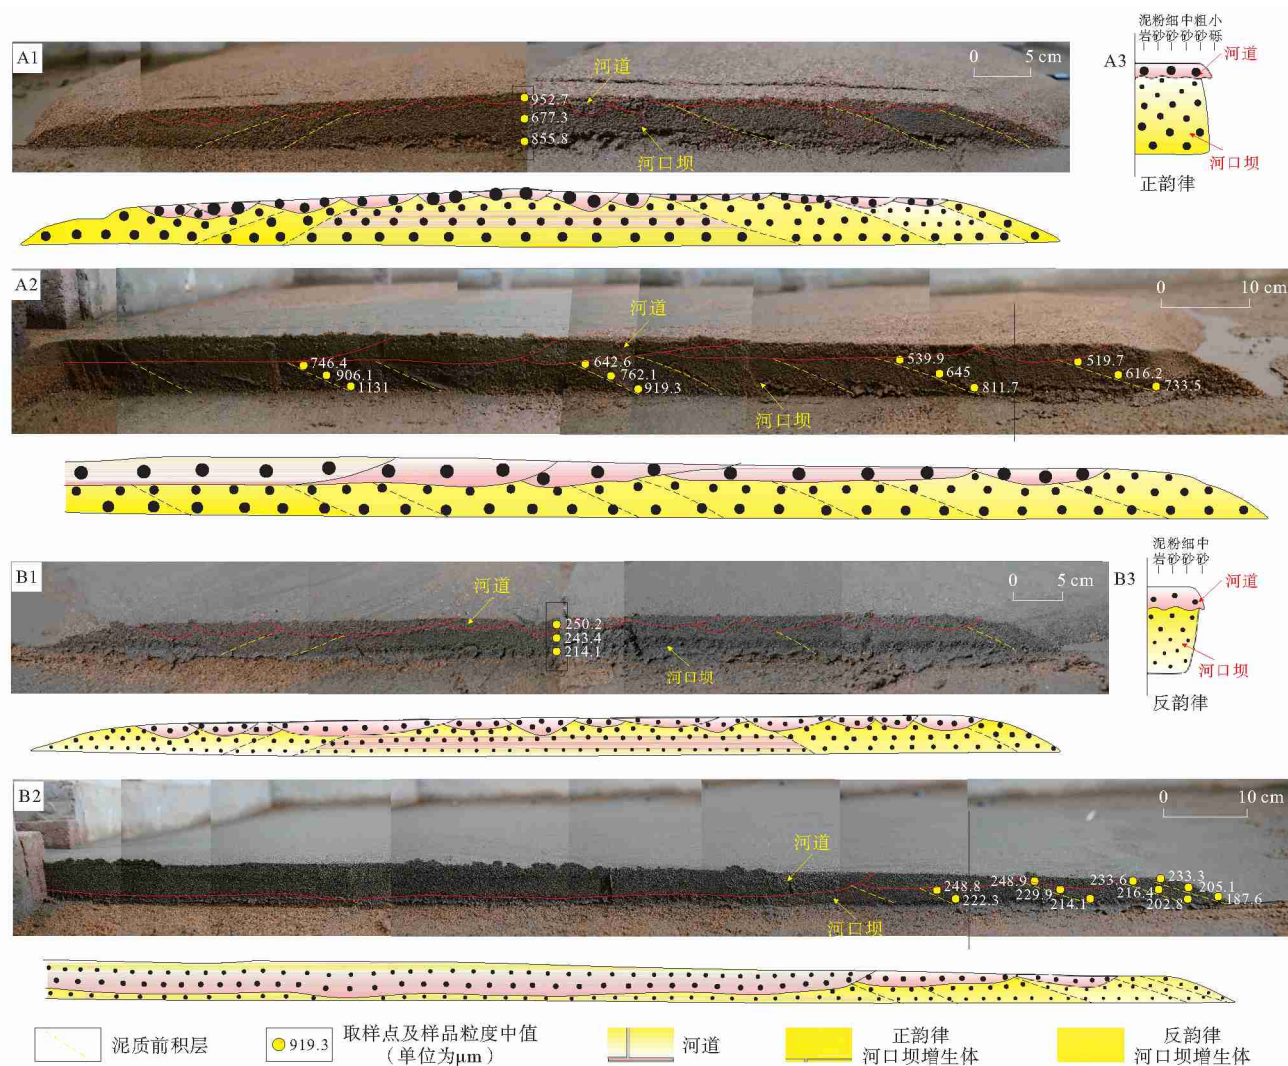 A1
河道
952.7
677.3
855.8
河口坝
0 5 cm
泥粉细中粗小
岩砂砂砂砂砾
A3
河道
河口坝
正韵律
A2
河道
0 10 cm
746.4
906.1
1131
642.6
762.1
919.3
539.9
645
811.7
519.7
616.2
733.5
河口坝
B1
河道
250.2
243.4
214.1
河口坝
0 5 cm
泥粉细中
岩砂砂砂
B3
河道
河口坝
反韵律
B2
0 10 cm
河道
248.8
222.3
248.9
229.9
214.1
233.6
216.4
202.8
233.3
205.1
187.6
河口坝
泥质前积层
919.3
取样点及样品粒度中值
（单位为μm）
河道
正韵律
河口坝增生体
反韵律
河口坝增生体